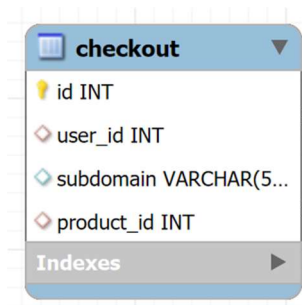 checkout
id INT
user_id INT
subdomain VARCHAR(5...
product_id INT
Indexes